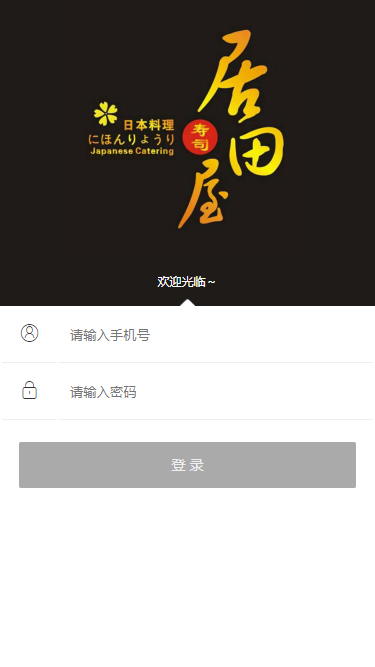 居田屋
寿司
日本料理
にほんりょうり
Japanese Catering
欢迎光临~
请输入手机号
请输入密码
登 录